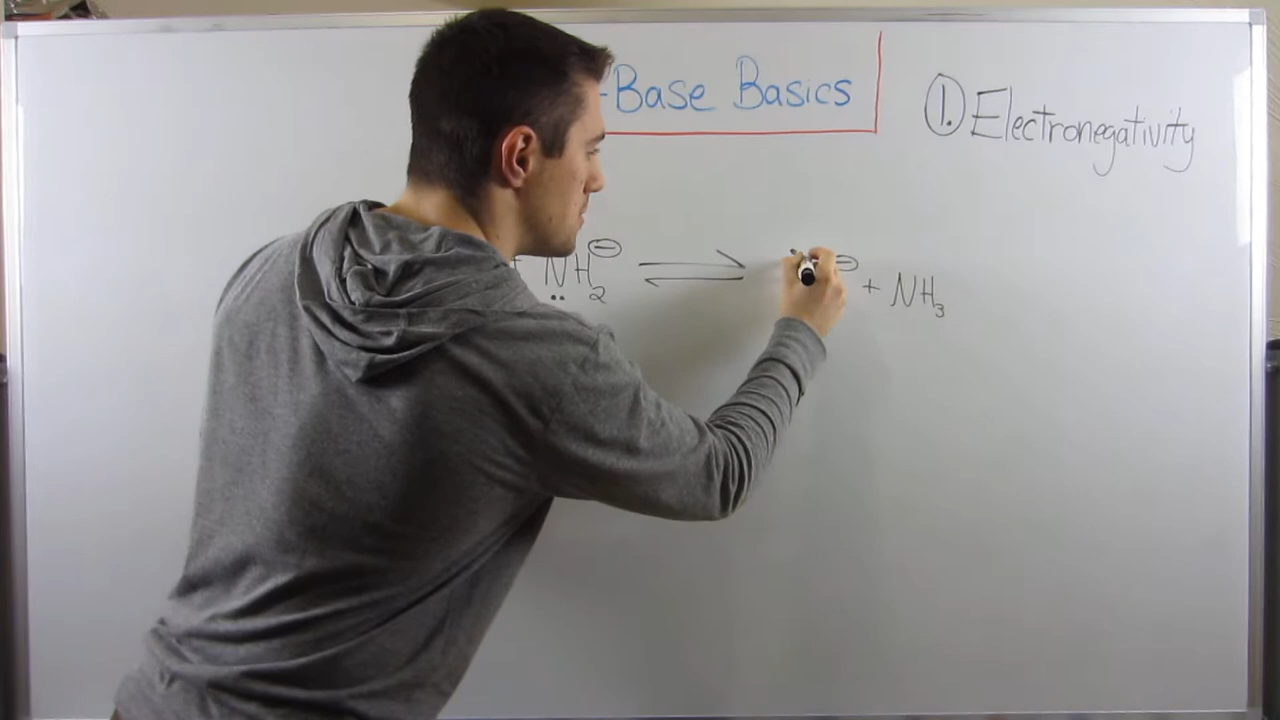 -Base Basics
① Electronegativity
+ NH₂⊖ ⇌ ⊖ + NH₃